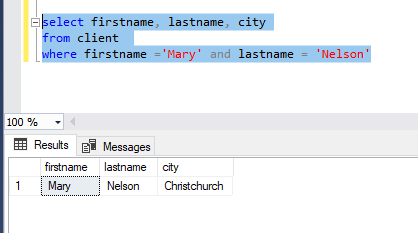 select firstname, lastname, city
from client
where firstname ='Mary' and lastname = 'Nelson'
100 %
Results Messages
firstname lastname city
1 Mary Nelson Christchurch